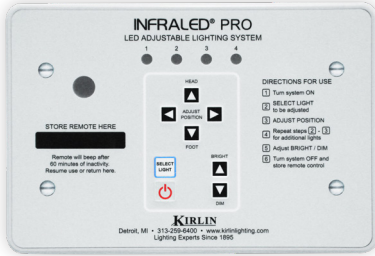 INFRALED® PRO
LED ADJUSTABLE LIGHTING SYSTEM
1 2 3 4
HEAD
ADJUST
POSITION
FOOT
STORE REMOTE HERE
Remote will beep after
60 minutes of inactivity.
Resume use or return here.
SELECT
LIGHT
BRIGHT
DIM
DIRECTIONS FOR USE
1 Turn system ON
2 SELECT LIGHT
to be adjusted
3 ADJUST POSITION
4 Repeat steps 2 - 3
for additional lights
5 Adjust BRIGHT / DIM
6 Turn system OFF and
store remote control
KIRLIN
Detroit, MI • 313-259-6400 • www.kirlinlighting.com
Lighting Experts Since 1895